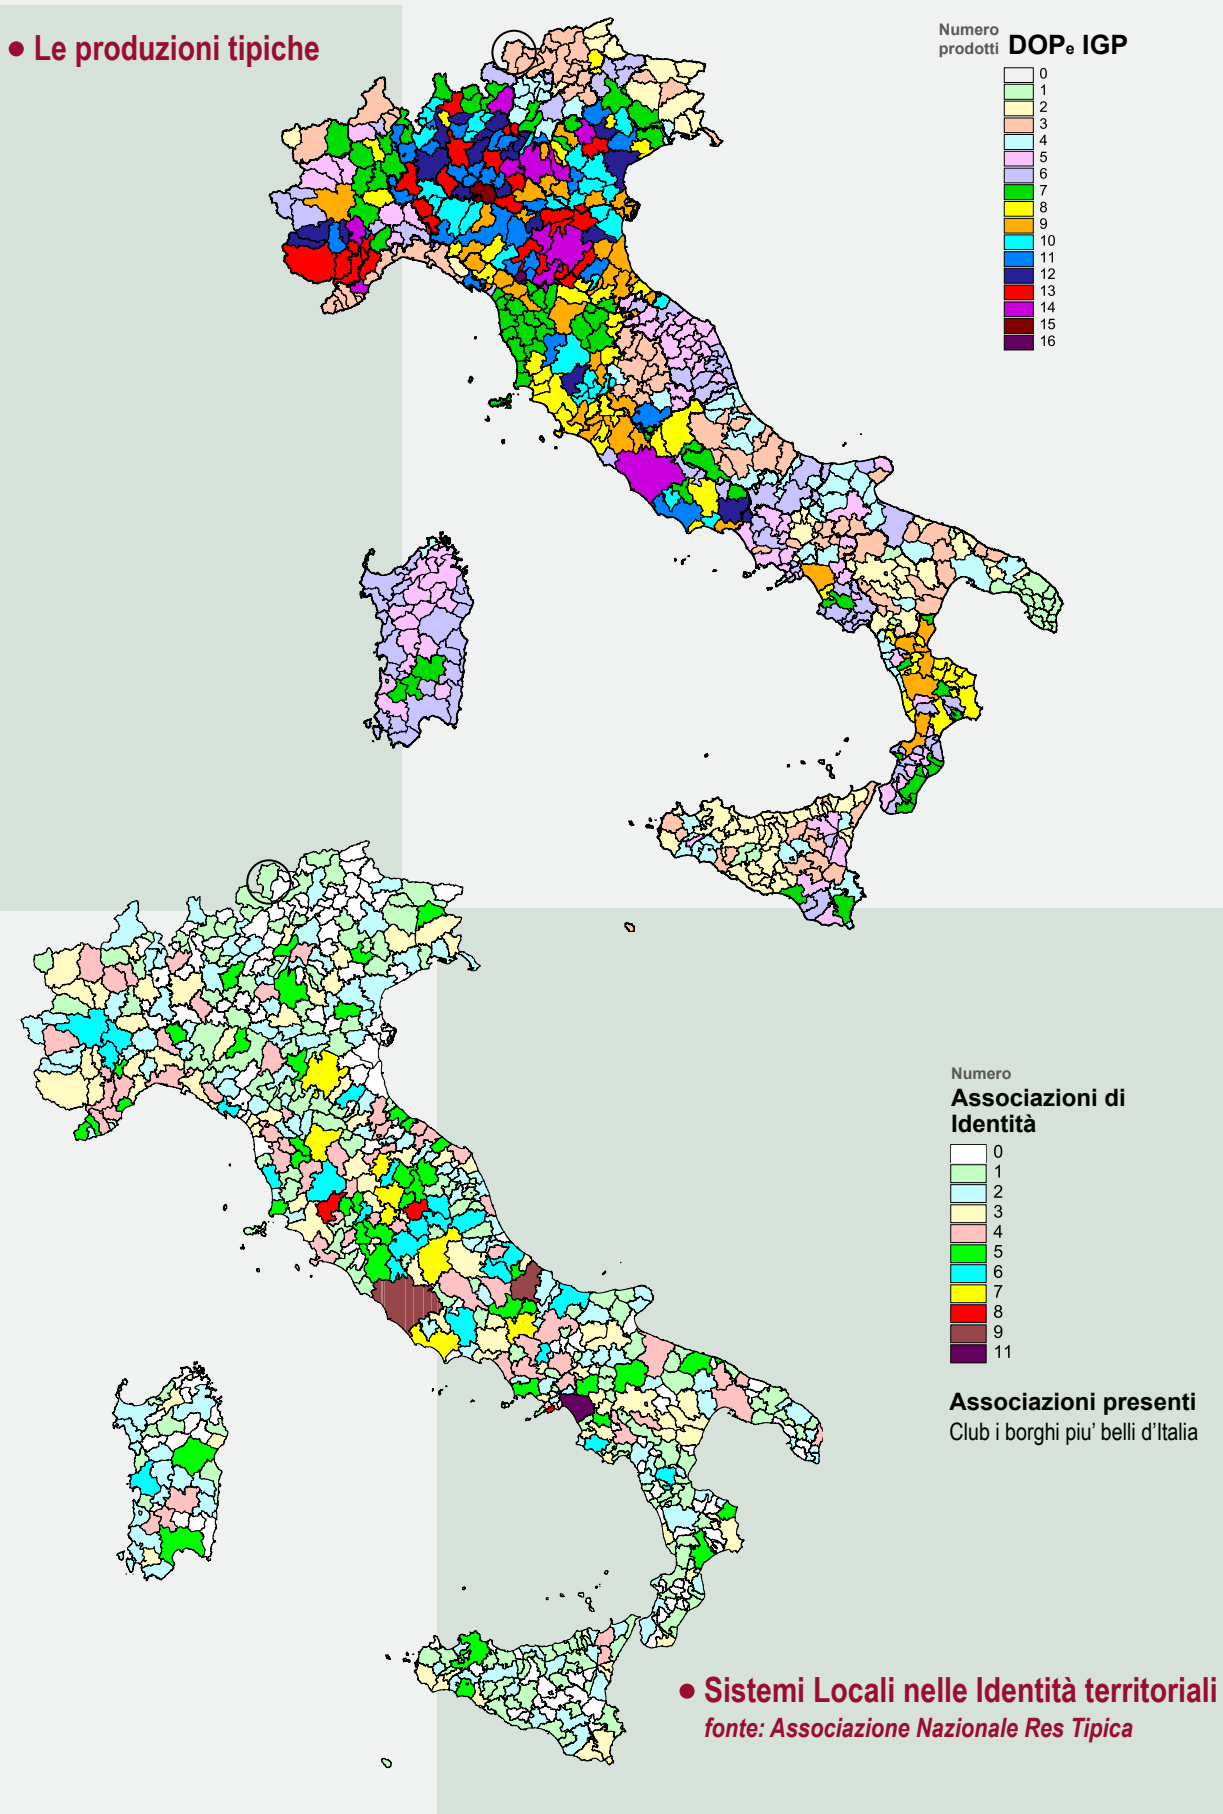 • Le produzioni tipiche
Numero
prodotti DOPe IGP
0
1
2
3
4
5
6
7
8
9
10
11
12
13
14
15
16
Numero
Associazioni di
Identità
0
1
2
3
4
5
6
7
8
9
11
Associazioni presenti
Club i borghi piu' belli d'Italia
• Sistemi Locali nelle Identità territoriali
fonte: Associazione Nazionale Res Tipica